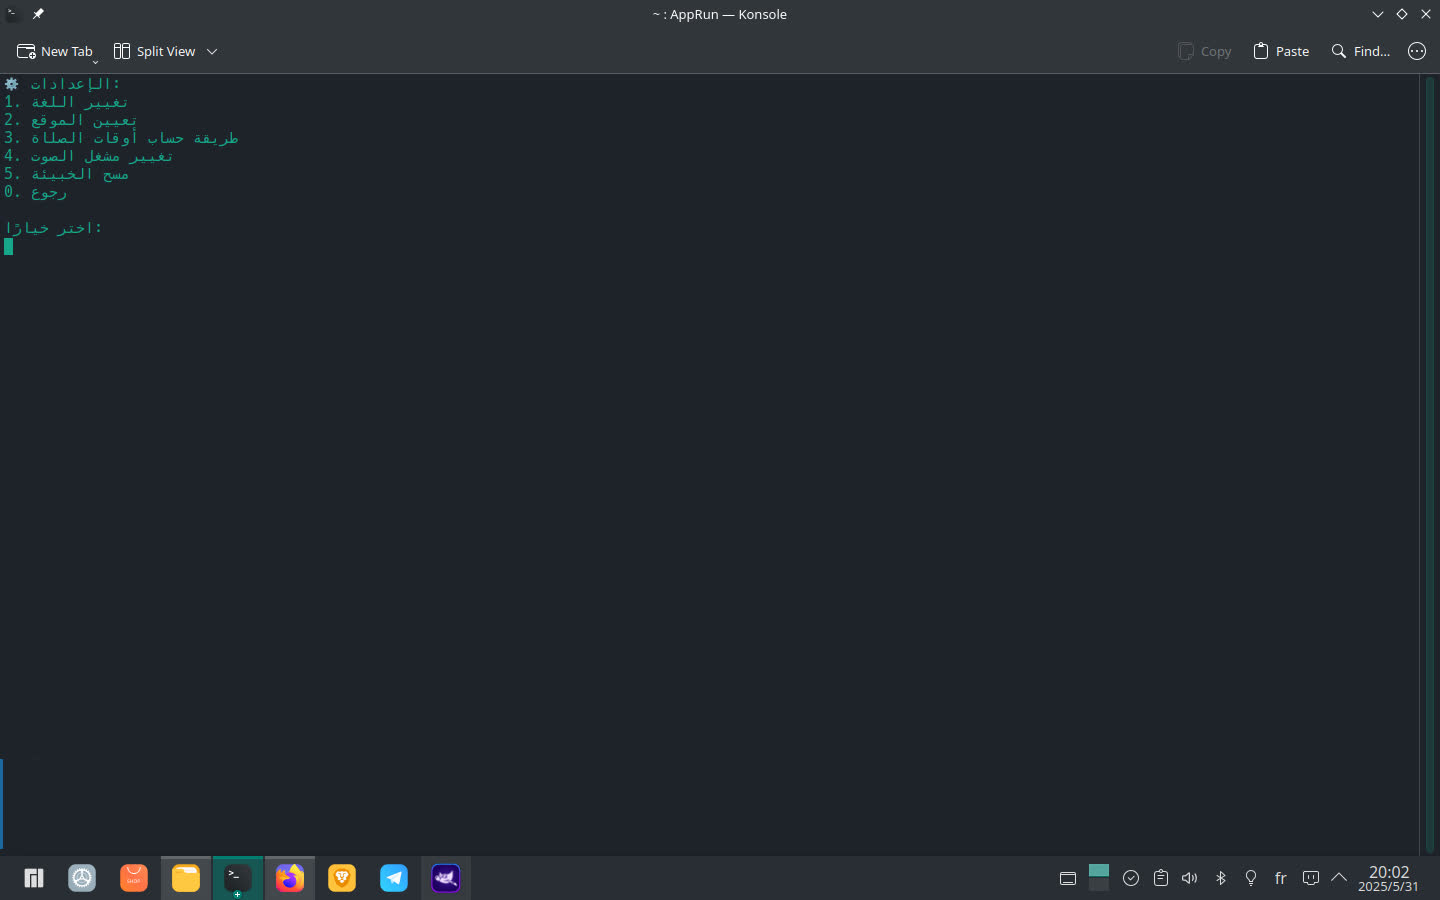 ~ : AppRun — Konsole
New Tab
Split View
Copy
Paste
Find...
⚙ الإعدادات:
1. تغيير اللغة
2. تعيين الموقع
3. طريقة حساب أوقات الصلاة
4. تغيير مشغل الصوت
5. مسح الخبيئة
0. رجوع
اختر خيارًا:
fr
20:02
2025/5/31